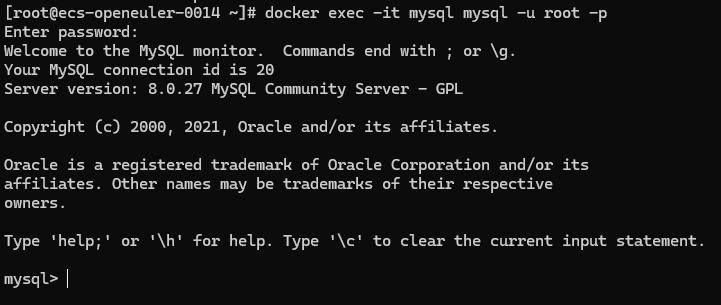 [root@ecs-openeuler-0014 ~]# docker exec -it mysql mysql -u root -p
Enter password:
Welcome to the MySQL monitor.  Commands end with ; or \g.
Your MySQL connection id is 20
Server version: 8.0.27 MySQL Community Server - GPL

Copyright (c) 2000, 2021, Oracle and/or its affiliates.

Oracle is a registered trademark of Oracle Corporation and/or its
affiliates. Other names may be trademarks of their respective
owners.

Type 'help;' or '\h' for help. Type '\c' to clear the current input statement.

mysql>